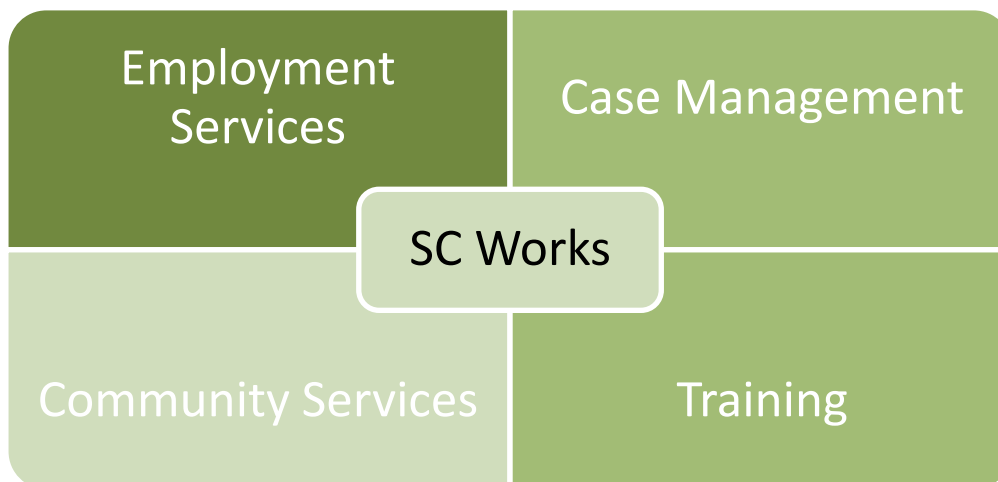 Employment
Services
Case Management
SC Works
Community Services
Training